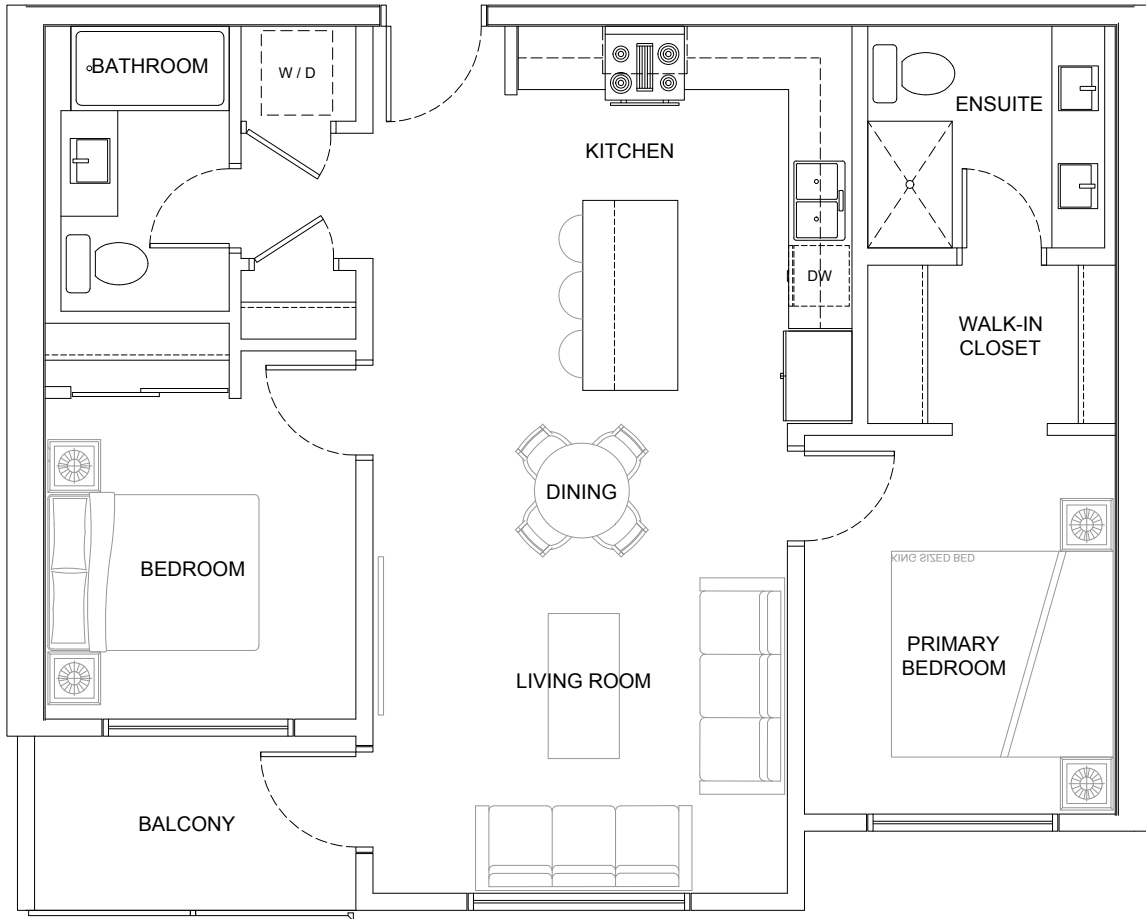 BATHROOM
W / D
ENSUITE
KITCHEN
DW
WALK-IN
CLOSET
DINING
BEDROOM
KING SIZED BED
PRIMARY
BEDROOM
LIVING ROOM
BALCONY